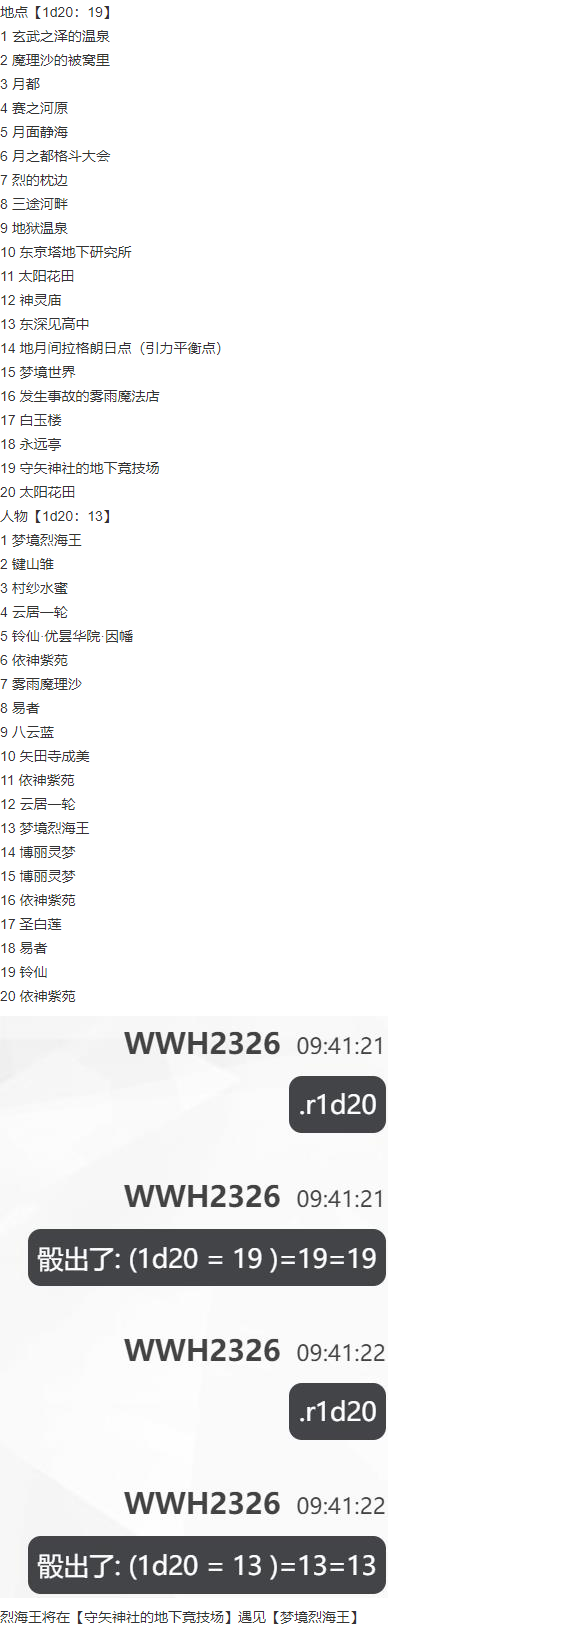 地点【1d20：19】
1 玄武之泽的温泉
2 魔理沙的被窝里
3 月都
4 赛之河原
5 月面静海
6 月之都格斗大会
7 烈的枕边
8 三途河畔
9 地狱温泉
10 东京塔地下研究所
11 太阳花田
12 神灵庙
13 东深见高中
14 地月间拉格朗日点（引力平衡点）
15 梦境世界
16 发生事故的雾雨魔法店
17 白玉楼
18 永远亭
19 守矢神社的地下竞技场
20 太阳花田
人物【1d20：13】
1 梦境烈海王
2 键山雏
3 村纱水蜜
4 云居一轮
5 铃仙·优昙华院·因幡
6 依神紫苑
7 雾雨魔理沙
8 易者
9 八云蓝
10 矢田寺成美
11 依神紫苑
12 云居一轮
13 梦境烈海王
14 博丽灵梦
15 博丽灵梦
16 依神紫苑
17 圣白莲
18 易者
19 铃仙
20 依神紫苑
WWH2326 09:41:21
.r1d20
WWH2326 09:41:21
骰出了: (1d20 = 19 )=19=19
WWH2326 09:41:22
.r1d20
WWH2326 09:41:22
骰出了: (1d20 = 13 )=13=13
烈海王将在【守矢神社的地下竞技场】遇见【梦境烈海王】